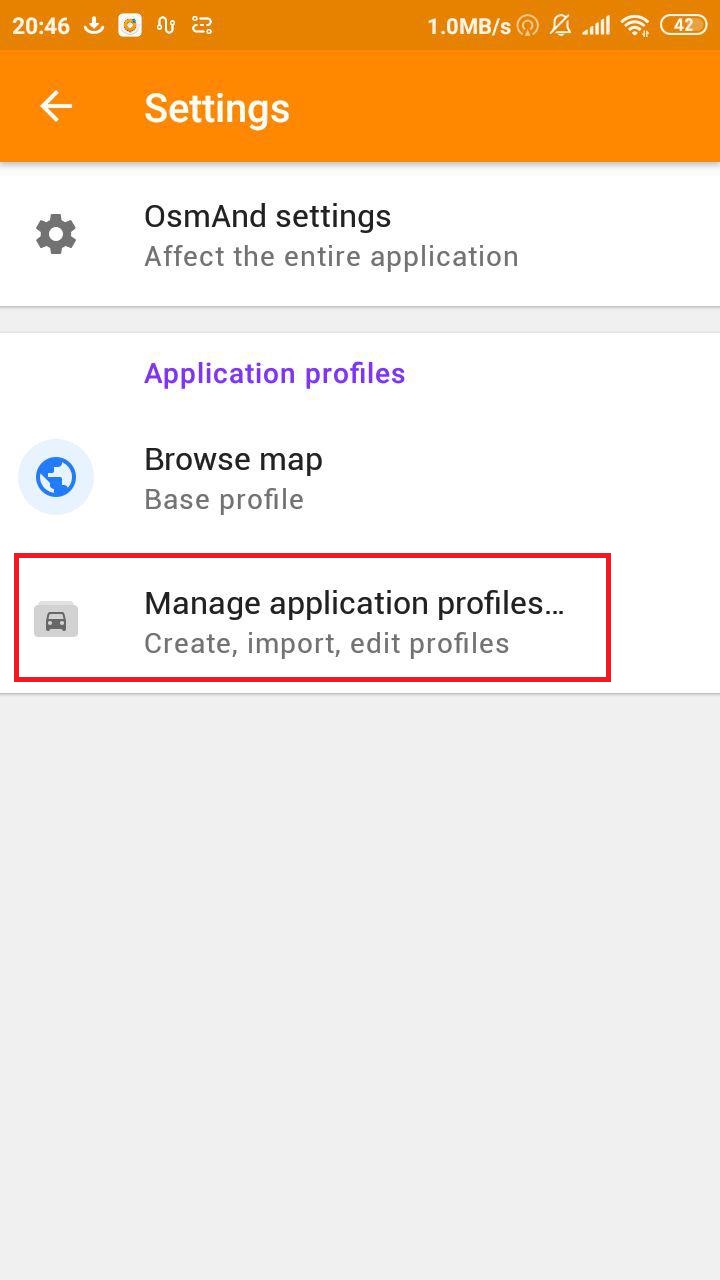 20:46 1.0MB/s 42
Settings
OsmAnd settings
Affect the entire application
Application profiles
Browse map
Base profile
Manage application profiles...
Create, import, edit profiles